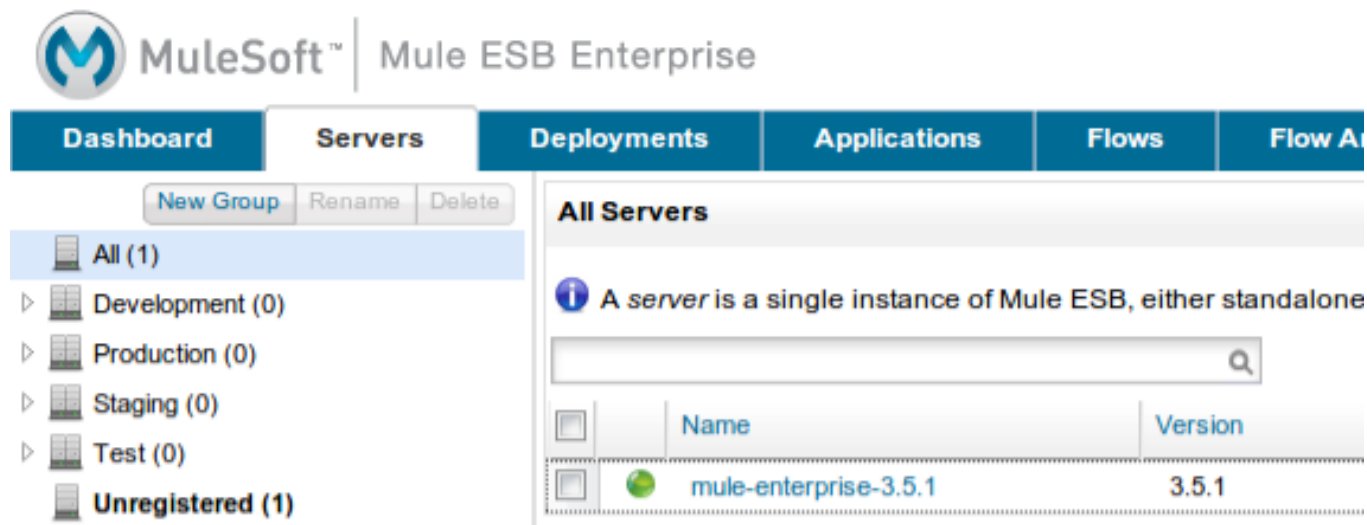 MuleSoft™ Mule ESB Enterprise
Dashboard Servers Deployments Applications Flows Flow
New Group Rename Delete
All (1)
Development (0)
Production (0)
Staging (0)
Test (0)
Unregistered (1)
All Servers
A server is a single instance of Mule ESB, either standalone
Name Version
mule-enterprise-3.5.1 3.5.1